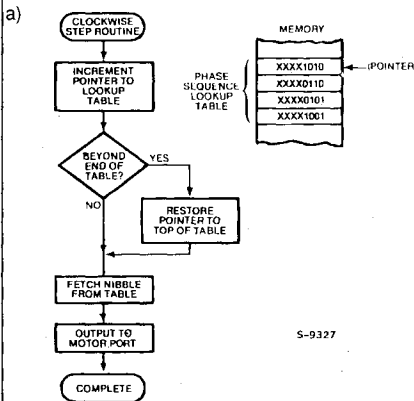 a)
CLOCKWISE
STEP ROUTINE
INCREMENT
POINTER TO
LOOKUP
TABLE
BEYOND
END OF
TABLE?
YES
NO
RESTORE
POINTER TO
TOP OF TABLE
FETCH NIBBLE
FROM TABLE
OUTPUT TO
MOTOR PORT
COMPLETE
MEMORY
PHASE
SEQUENCE
LOOKUP
TABLE
XXXX1010
XXXX0110
XXXX0101
XXXX1001
POINTER
S-9327